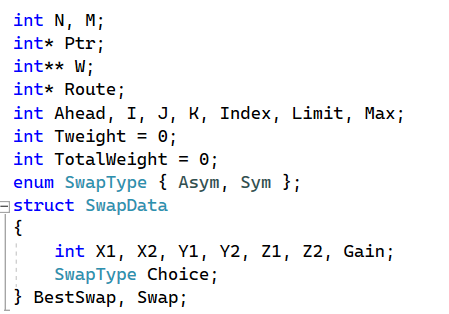 int N, M;
int* Ptr;
int** W;
int* Route;
int Ahead, I, J, K, Index, Limit, Max;
int Tweight = 0;
int TotalWeight = 0;
enum SwapType { Asym, Sym };
struct SwapData
{
    int X1, X2, Y1, Y2, Z1, Z2, Gain;
    SwapType Choice;
} BestSwap, Swap;